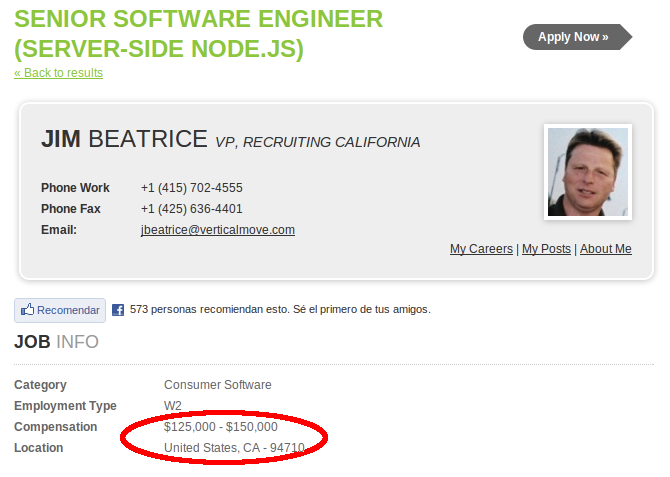 SENIOR SOFTWARE ENGINEER
(SERVER-SIDE NODE.JS)
Apply Now »
« Back to results
JIM BEATRICE VP, RECRUITING CALIFORNIA
Phone Work +1 (415) 702-4555
Phone Fax +1 (425) 636-4401
Email: jbeatrice@verticalmove.com
My Careers | My Posts | About Me
Recomendar 573 personas recomiendan esto. Sé el primero de tus amigos.
JOB INFO
Category Consumer Software
Employment Type W2
Compensation $125,000 - $150,000
Location United States, CA - 94710